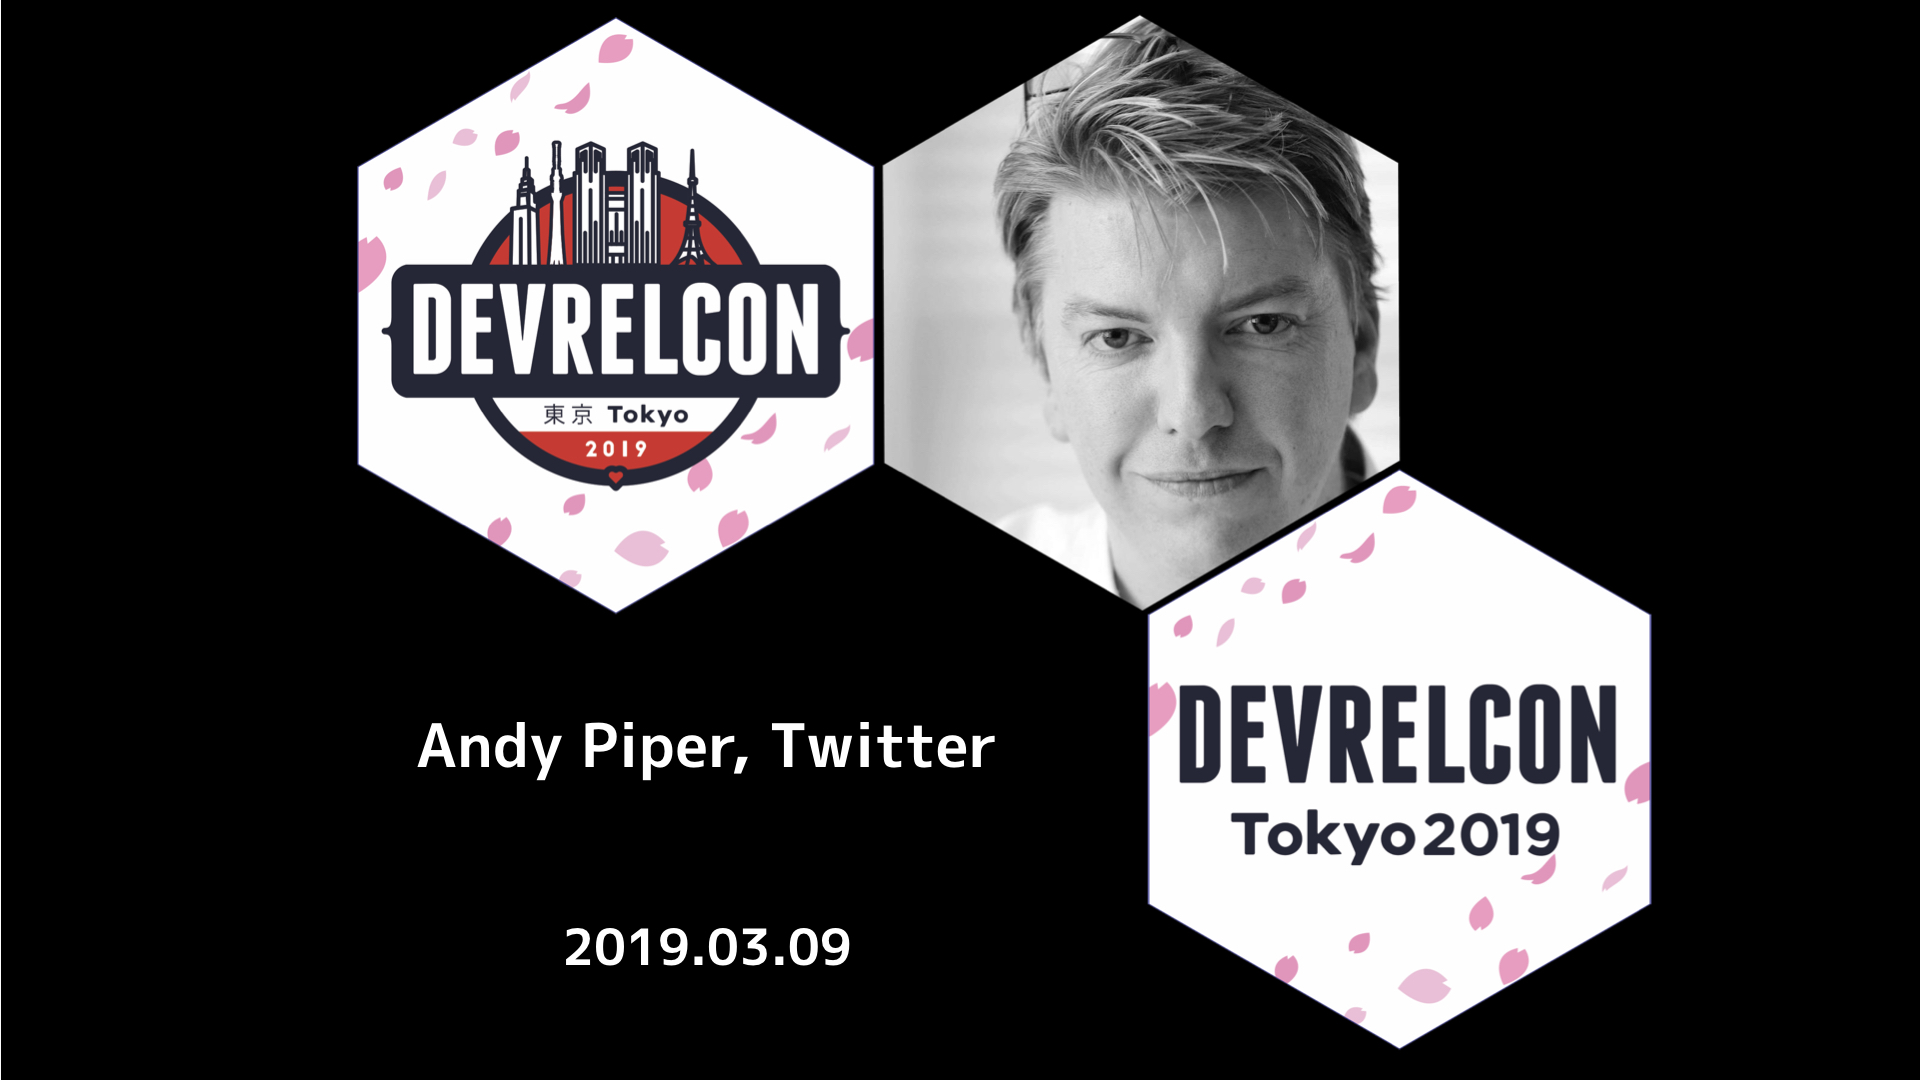 DEVRELCON
東京 Tokyo
2019
Andy Piper, Twitter
2019.03.09
DEVRELCON
Tokyo2019